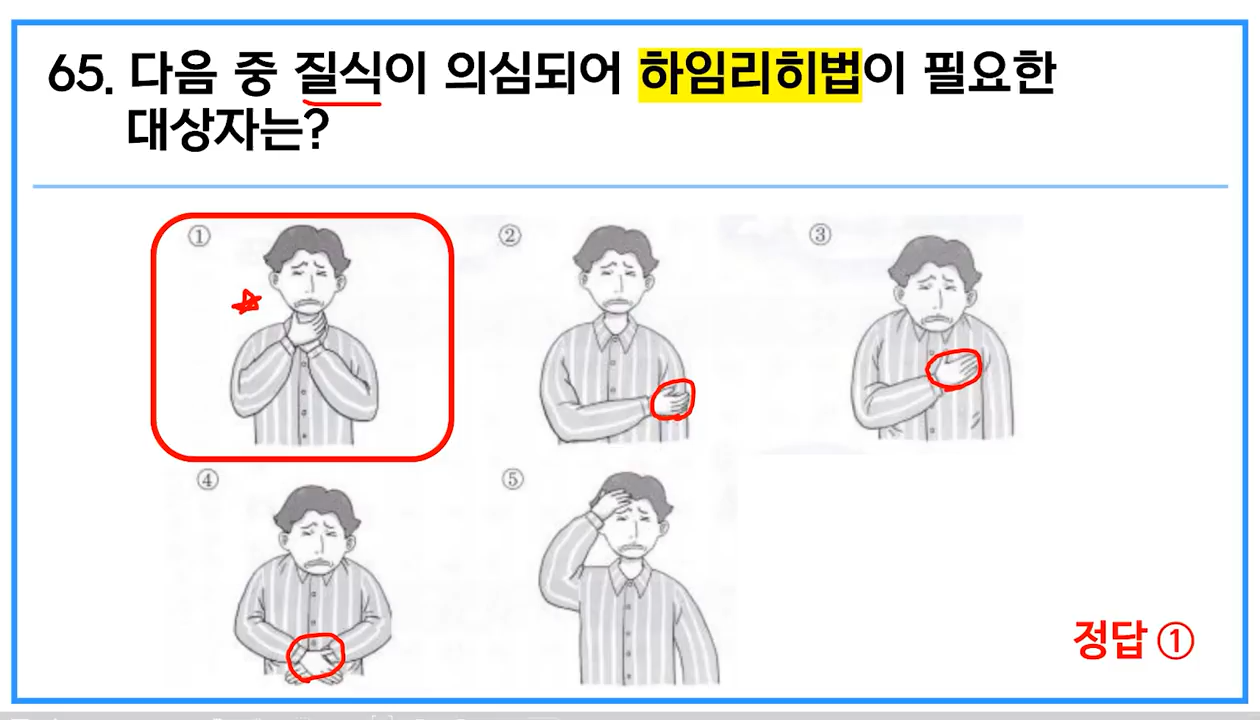 65. 다음 중 질식이 의심되어 하임리히법이 필요한
대상자는?
①
②
③
④
⑤
정답 ①